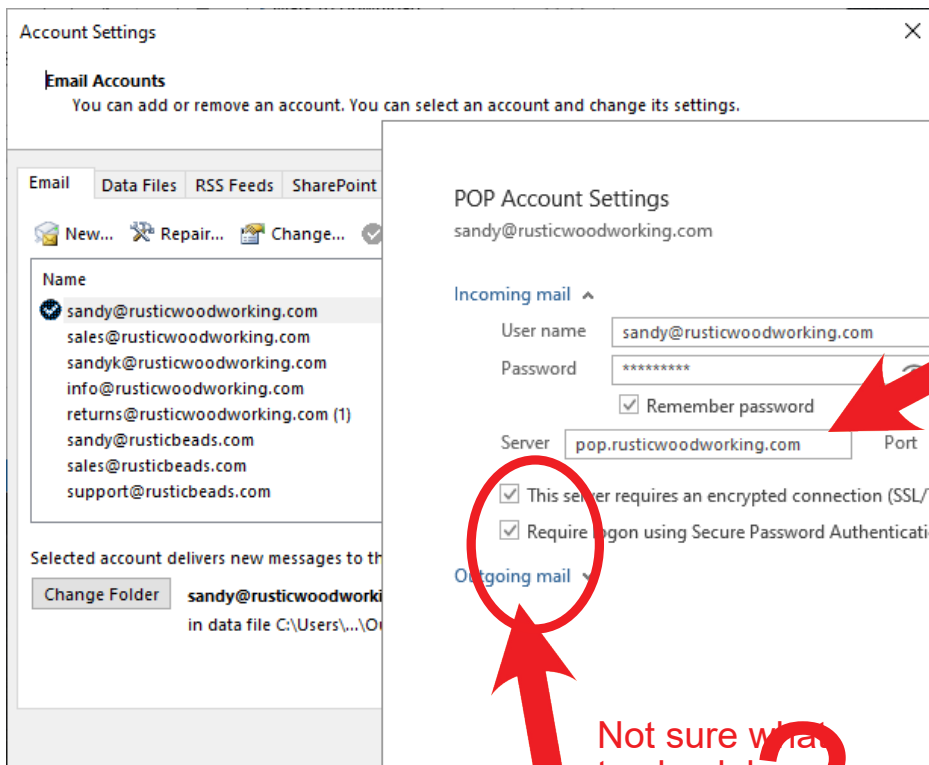 Account Settings
Email Accounts
You can add or remove an account. You can select an account and change its settings.
Email Data Files RSS Feeds SharePoint
New... Repair... Change...
Name
sandy@rusticwoodworking.com
sales@rusticwoodworking.com
sandyk@rusticwoodworking.com
info@rusticwoodworking.com
returns@rusticwoodworking.com (1)
sandy@rusticbeads.com
sales@rusticbeads.com
support@rusticbeads.com
Selected account delivers new messages to th
Change Folder sandy@rusticwoodworki
in data file C:\Users\...\Ou
POP Account Settings
sandy@rusticwoodworking.com
Incoming mail
User name sandy@rusticwoodworking.com
Password *********
Remember password
Server pop.rusticwoodworking.com Port
This server requires an encrypted connection (SSL/
Require logon using Secure Password Authenticati
Outgoing mail
Not sure what
?